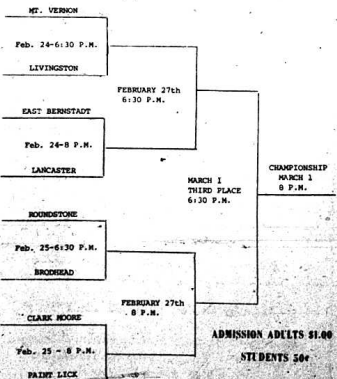 MT. VERNON
Feb. 24-6:30 P.M.
LIVINGSTON
FEBRUARY 27th
6:30 P.M.
EAST BERNSTADT
Feb. 24-8 P.M.
LANCASTER
MARCH 1
THIRD PLACE
6:30 P.M.
CHAMPIONSHIP
MARCH 1
8 P.M.
ROUNDSTONE
Feb. 25-6:30 P.M.
BRODHEAD
FEBRUARY 27th
8 P.M.
CLARK MOORE
Feb. 25 - 8 P.M.
PAINT LICK
ADMISSION ADULTS $1.00
STUDENTS 50¢